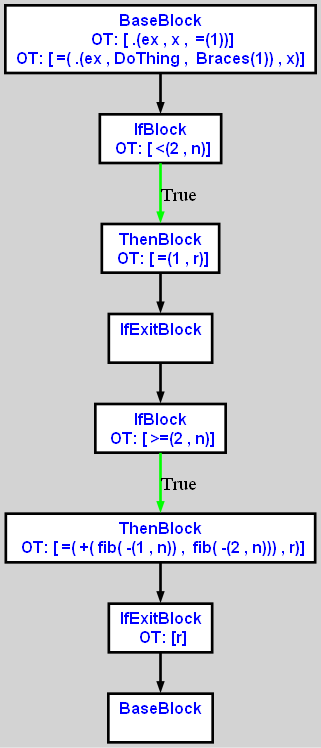 BaseBlock
OT: [ .(ex , x , =(1))]
OT: [ =( .(ex , DoThing , Braces(1)) , x)]
IfBlock
OT: [ <(2 , n)]
True
ThenBlock
OT: [ =(1 , r)]
IfExitBlock
IfBlock
OT: [ >=(2 , n)]
True
ThenBlock
OT: [ =( +( fib( -(1 , n)) , fib( -(2 , n))) , r)]
IfExitBlock
OT: [r]
BaseBlock